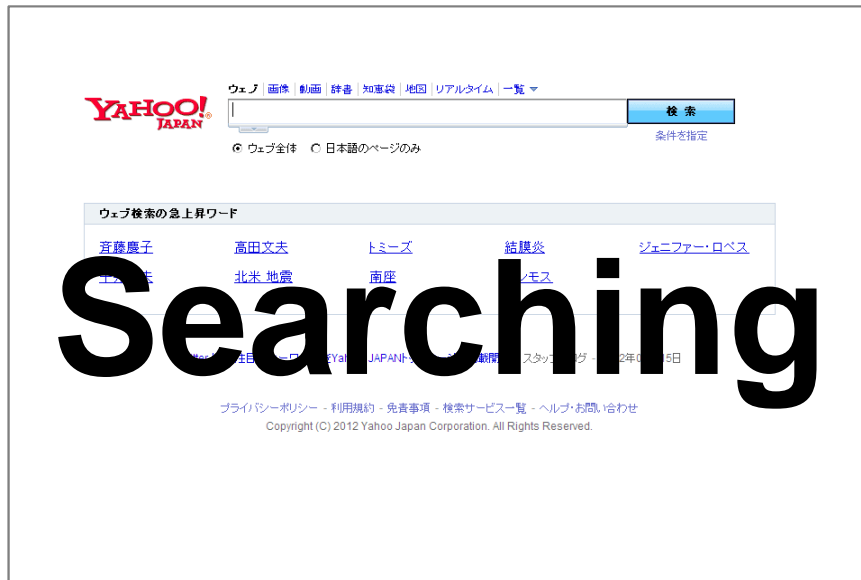 ウェブ 画像 動画 辞書 知恵袋 地図 リアルタイム 一覧
YAHOO! JAPAN
検索
条件を指定
ウェブ全体 日本語のページのみ
ウェブ検索の急上昇ワード
斉藤慶子 高田文夫 トミーズ 結膜炎 ジェニファー・ロペス
北米 地震 南座
Searching
プライバシーポリシー - 利用規約 - 免責事項 - 検索サービス一覧 - ヘルプ・お問い合わせ
Copyright (C) 2012 Yahoo Japan Corporation. All Rights Reserved.